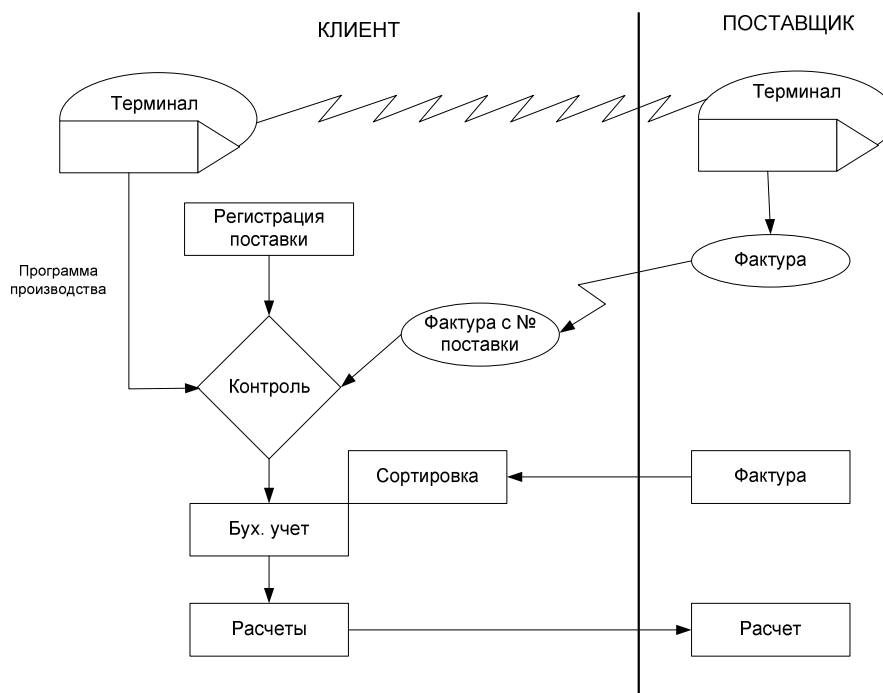 КЛИЕНТ
ПОСТАВЩИК
Терминал
Терминал
Регистрация
поставки
Программа
производства
Фактура
Фактура с №
поставки
Контроль
Сортировка
Фактура
Бух. учет
Расчеты
Расчет